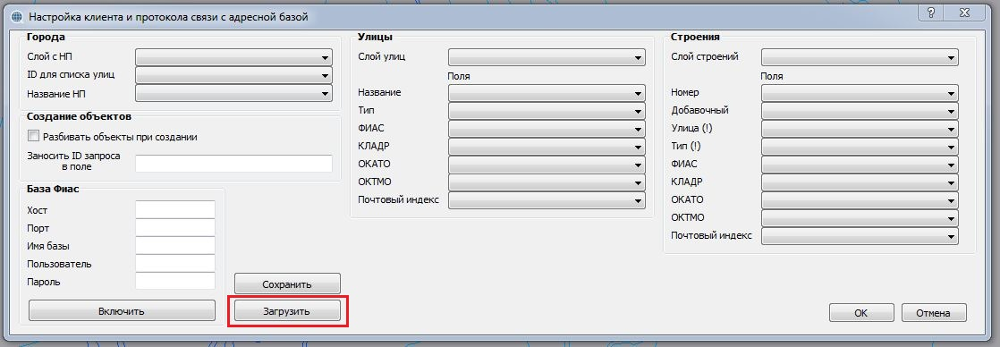 Настройка клиента и протокола связи с адресной базой
Города
Слой с НП
ID для списка улиц
Название НП
Создание объектов
Разбивать объекты при создании
Заносить ID запроса
в поле
База Фиас
Хост
Порт
Имя базы
Пользователь
Пароль
Включить
Сохранить
Загрузить
Улицы
Слой улиц
Поля
Название
Тип
ФИАС
КЛАДР
ОКАТО
ОКТМО
Почтовый индекс
Строения
Слой строений
Поля
Номер
Добавочный
Улица (!)
Тип (!)
ФИАС
КЛАДР
ОКАТО
ОКТМО
Почтовый индекс
OK
Отмена